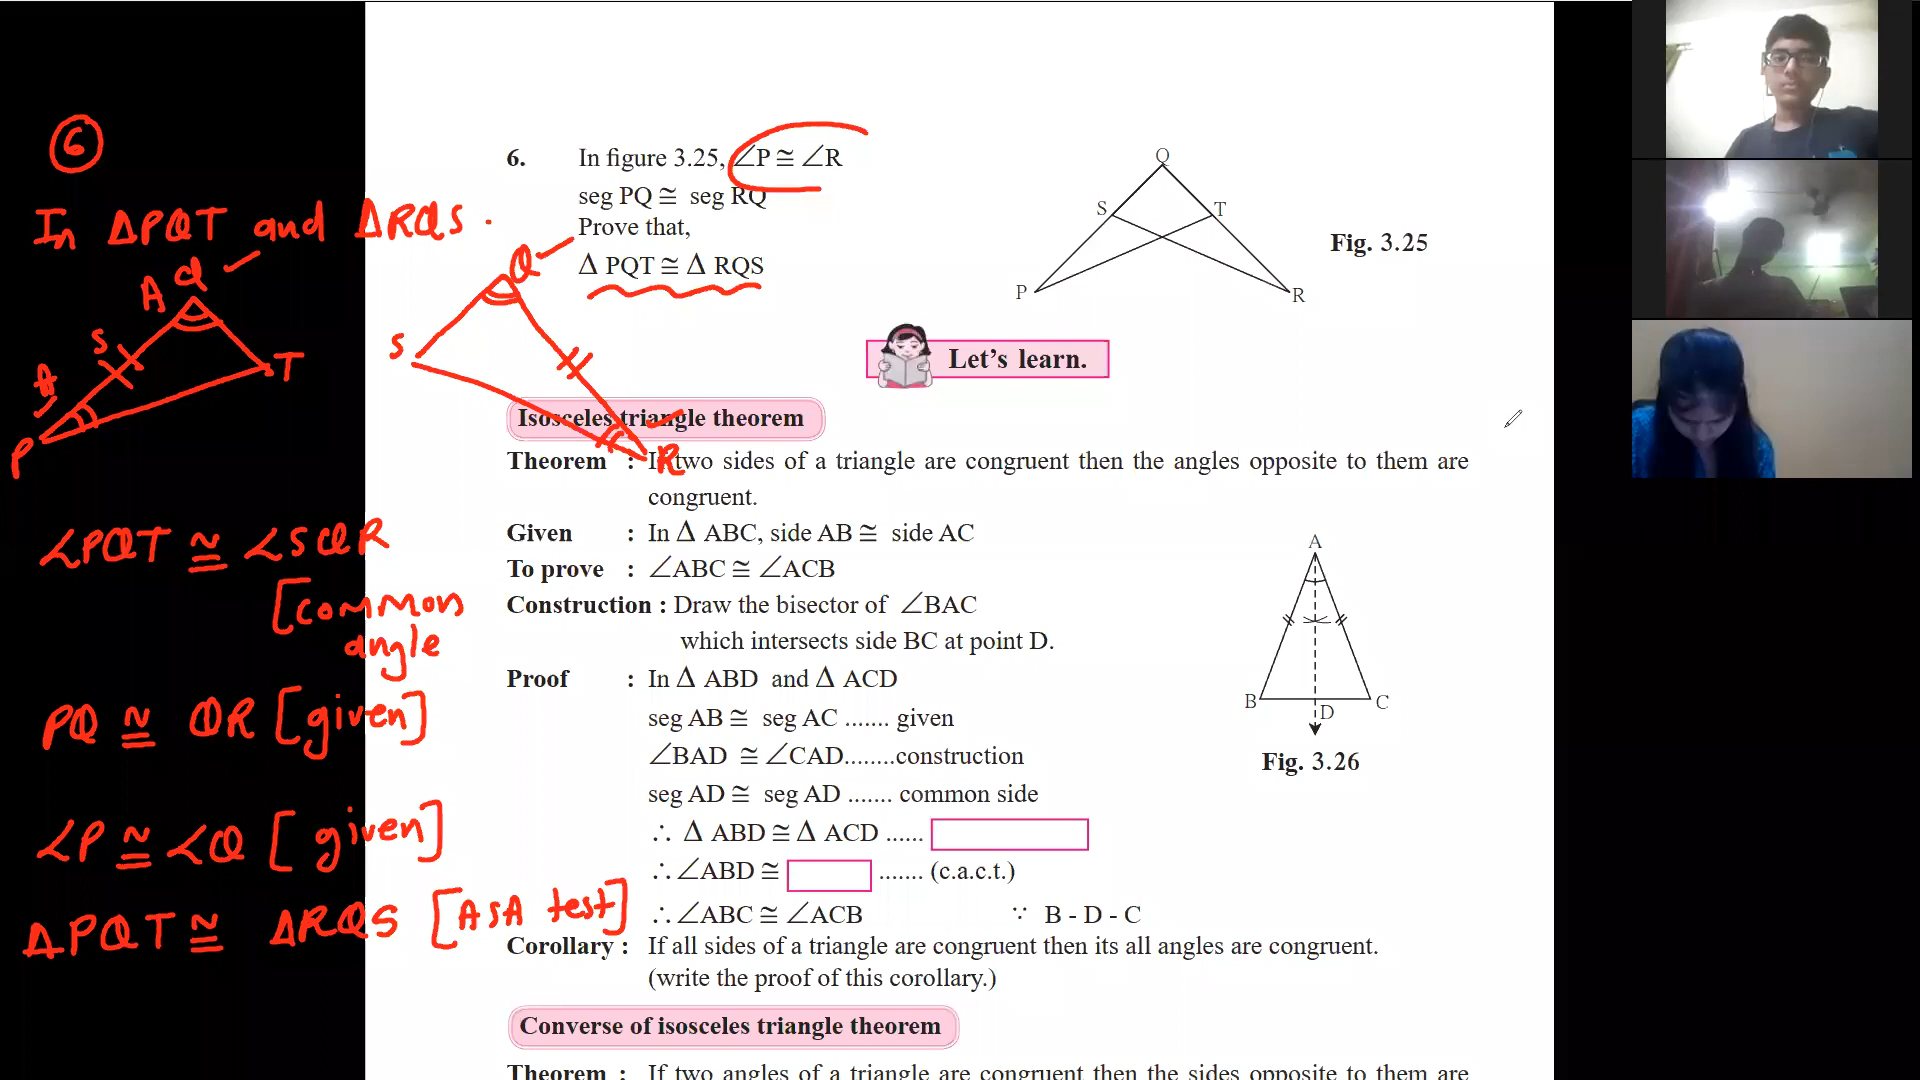 6
In ΔPQT and ΔRQS.
Q
A
S
A
T
P
Q
S
R
∠PQT ≅ ∠SQR
[common
angle
PQ ≅ QR [given]
∠P ≅ ∠Q [given]
ΔPQT ≅ ΔRQS [ASA test]
6. In figure 3.25, ∠P ≅ ∠R
seg PQ ≅ seg RQ
Prove that,
Δ PQT ≅ Δ RQS
Q
S
T
P
R
Fig. 3.25
Let's learn.
Isosceles triangle theorem
Theorem : If two sides of a triangle are congruent then the angles opposite to them are
congruent.
Given : In Δ ABC, side AB ≅ side AC
To prove : ∠ABC ≅ ∠ACB
Construction : Draw the bisector of ∠BAC
which intersects side BC at point D.
Proof : In Δ ABD and Δ ACD
seg AB ≅ seg AC ....... given
∠BAD ≅ ∠CAD........construction
seg AD ≅ seg AD ....... common side
∴ Δ ABD ≅ Δ ACD ......
∴ ∠ABD ≅ ....... (c.a.c.t.)
∴ ∠ABC ≅ ∠ACB ∵ B - D - C
A
B
D
C
Fig. 3.26
Corollary : If all sides of a triangle are congruent then its all angles are congruent.
(write the proof of this corollary.)
Converse of isosceles triangle theorem
Theorem : If two angles of a triangle are congruent then the sides opposite to them are